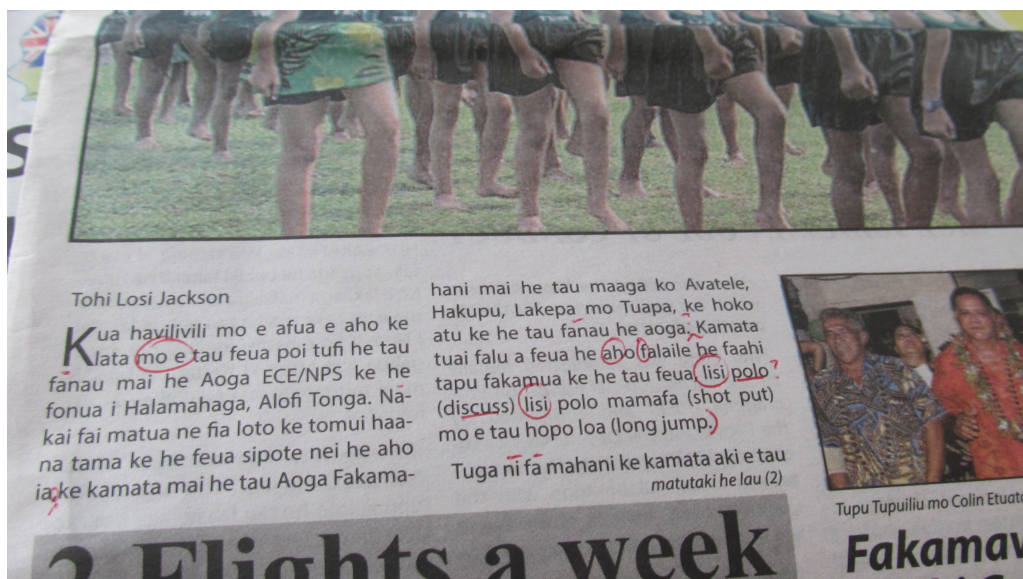 Tohi Losi Jackson
Kua havilivili mo e afua e aho ke
lata mo e tau feua poi tufi he tau
fānau mai he Aoga ECE/NPS ke he
fonua i Halamahaga, Alofi Tonga. Nā-
kai fai matua ne fia loto ke tomui haa-
na tama ke he feua sipote nei he aho
ia, ke kamata mai he tau Aoga Fakama-
hani mai he tau maaga ko Avatele,
Hakupu, Lakepa mo Tuapa, ke hoko
atu ke he tau fanau he aoga. Kamata
tuai falu a feua he aho falaile he faahi
tapu fakamua ke he tau feua, lisi polo?
(discuss) lisi polo mamafa (shot put)
mo e tau hopo loa (long jump.)
Tuga ni fa mahani ke kamata aki e tau
matutaki he lau (2)
Tupu Tupuiliu mo Colin Etuat
2 Flights a week
Fakamav